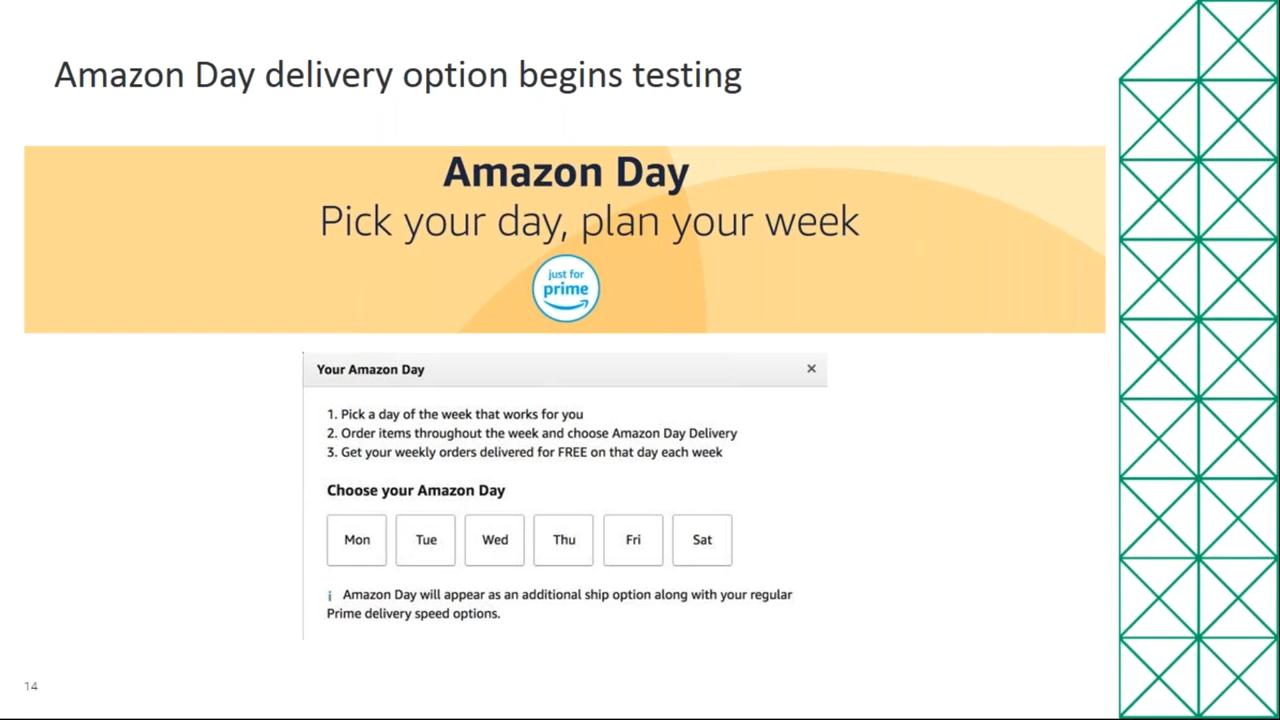 Amazon Day delivery option begins testing
Amazon Day
Pick your day, plan your week
just for
prime
Your Amazon Day
1. Pick a day of the week that works for you
2. Order items throughout the week and choose Amazon Day Delivery
3. Get your weekly orders delivered for FREE on that day each week
Choose your Amazon Day
Mon Tue Wed Thu Fri Sat
i Amazon Day will appear as an additional ship option along with your regular
Prime delivery speed options.
14